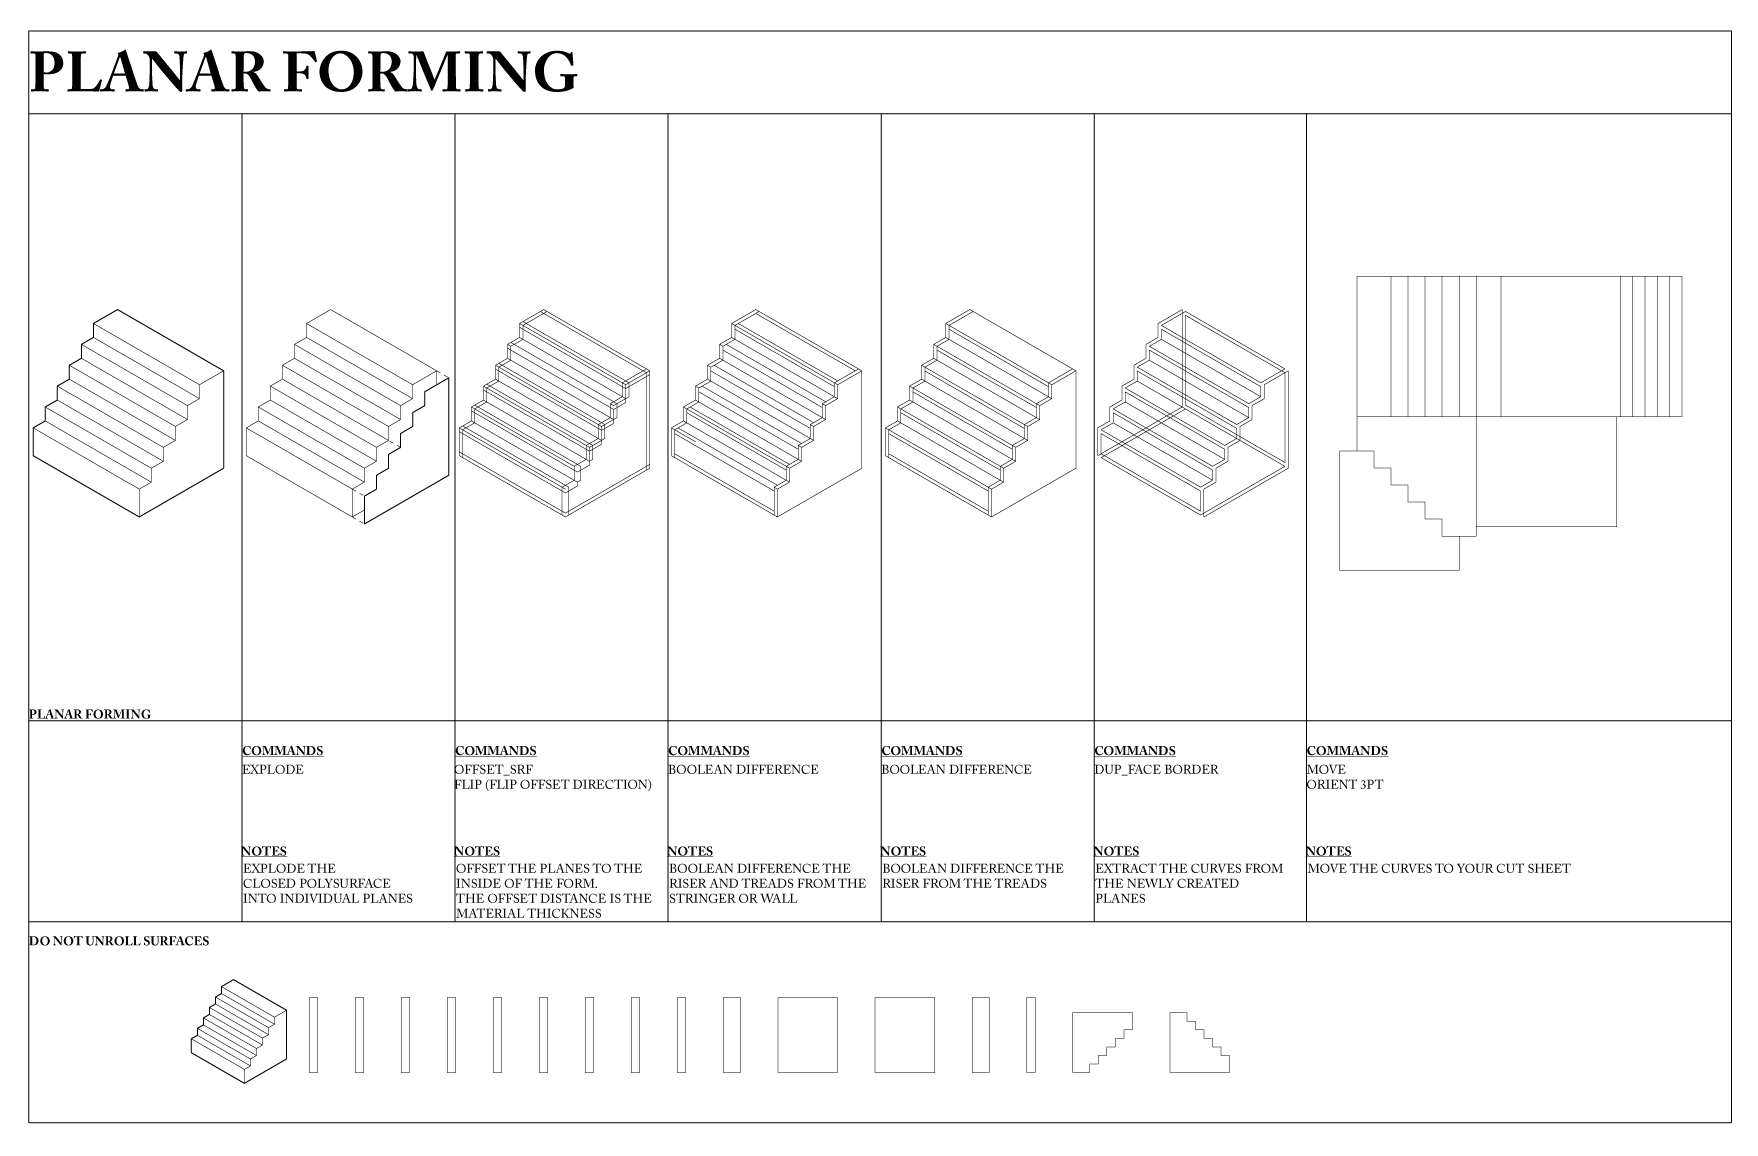 PLANAR FORMING
PLANAR FORMING
COMMANDS
EXPLODE
NOTES
EXPLODE THE
CLOSED POLYSURFACE
INTO INDIVIDUAL PLANES
COMMANDS
OFFSET_SRF
FLIP (FLIP OFFSET DIRECTION)
NOTES
OFFSET THE PLANES TO THE
INSIDE OF THE FORM.
THE OFFSET DISTANCE IS THE
MATERIAL THICKNESS
COMMANDS
BOOLEAN DIFFERENCE
NOTES
BOOLEAN DIFFERENCE THE
RISER AND TREADS FROM THE
STRINGER OR WALL
COMMANDS
BOOLEAN DIFFERENCE
NOTES
BOOLEAN DIFFERENCE THE
RISER FROM THE TREADS
COMMANDS
DUP_FACE BORDER
NOTES
EXTRACT THE CURVES FROM
THE NEWLY CREATED
PLANES
COMMANDS
MOVE
ORIENT 3PT
NOTES
MOVE THE CURVES TO YOUR CUT SHEET
DO NOT UNROLL SURFACES